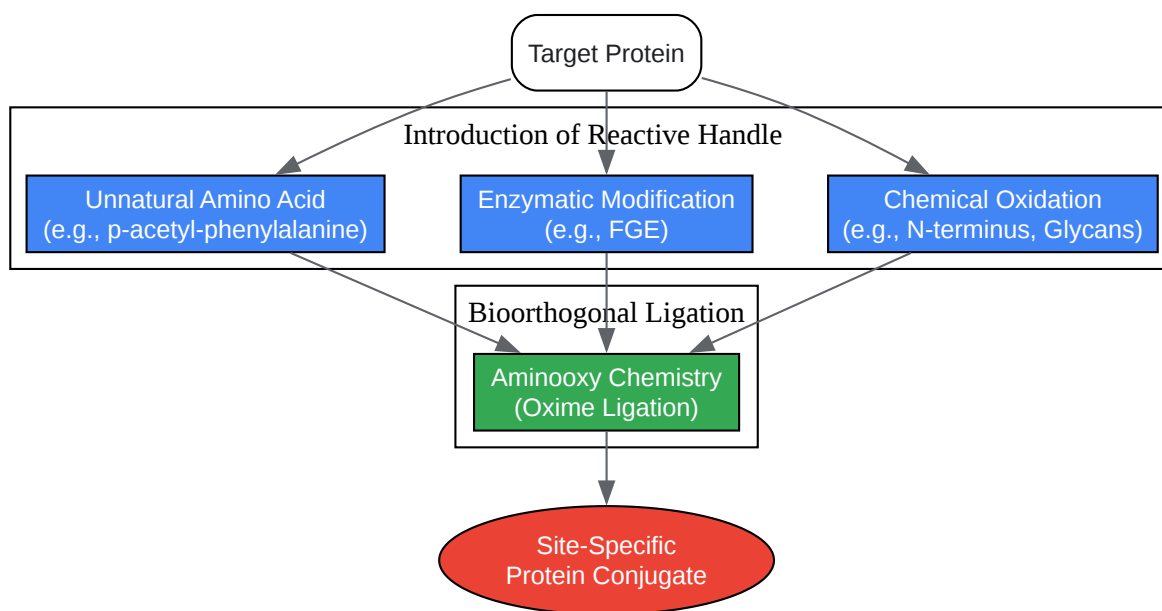 Target Protein
Introduction of Reactive Handle
Unnatural Amino Acid
(e.g., p-acetyl-phenylalanine)
Enzymatic Modification
(e.g., FGE)
Chemical Oxidation
(e.g., N-terminus, Glycans)
Bioorthogonal Ligation
Aminooxy Chemistry
(Oxime Ligation)
Site-Specific
Protein Conjugate